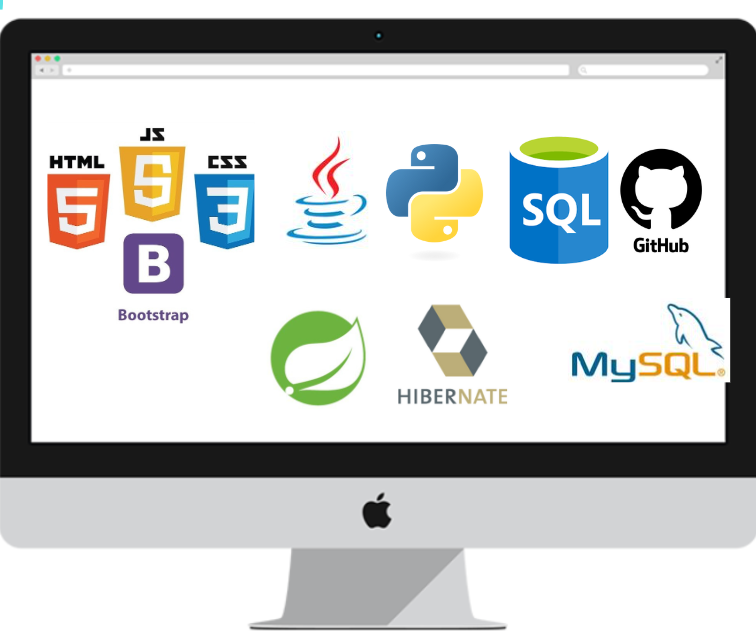 JS
HTML
5
5
CSS
3
B
Bootstrap
SQL
GitHub
HIBERNATE
MySQL®